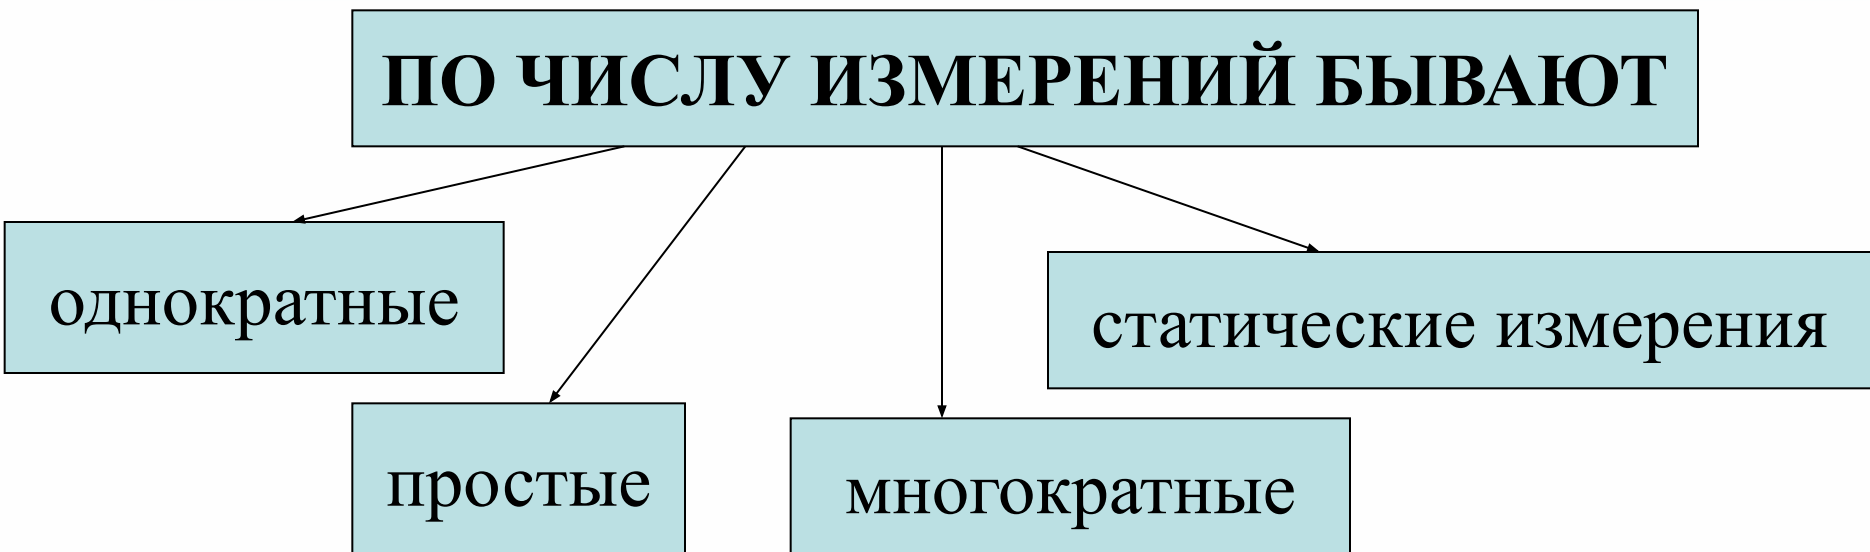 ПО ЧИСЛУ ИЗМЕРЕНИЙ БЫВАЮТ
однократные
статические измерения
простые
многократные